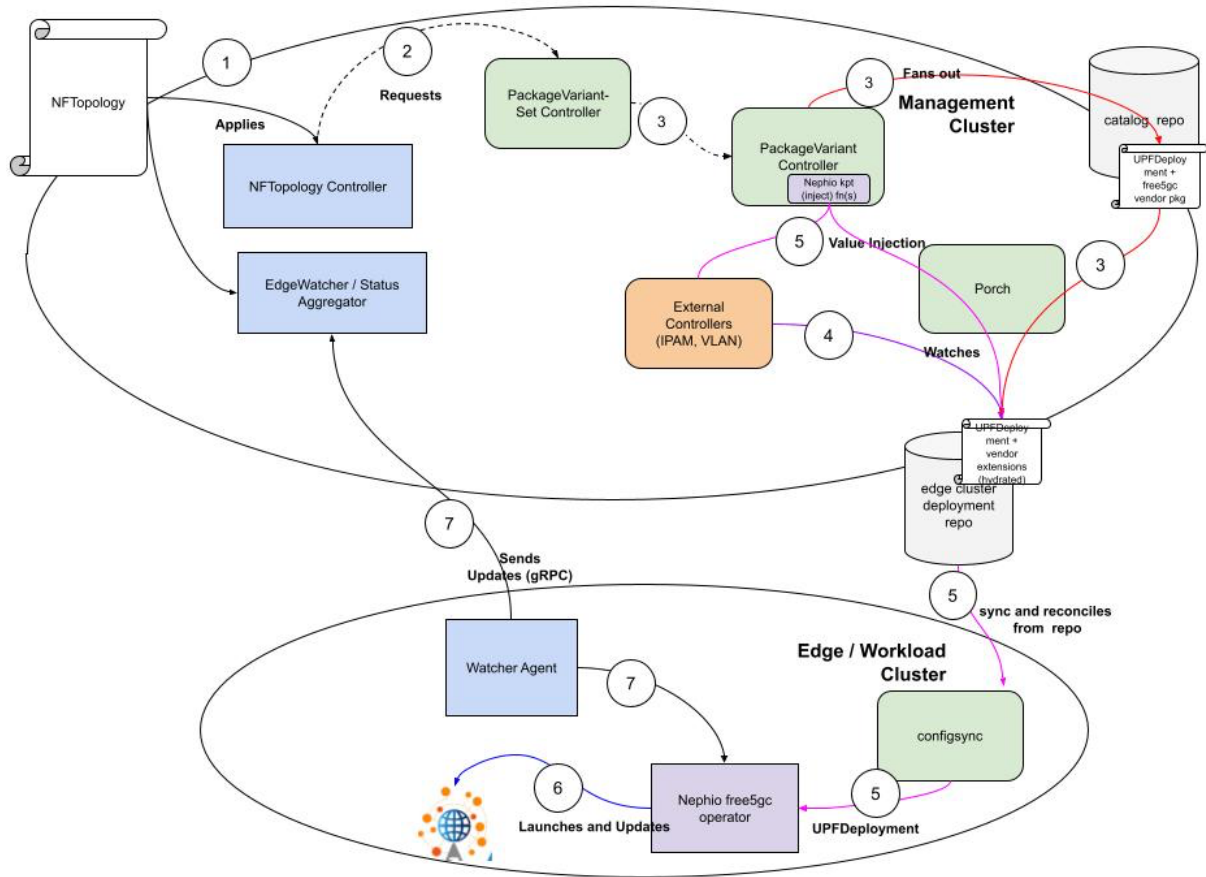 NFTopology
1
Applies
2
Requests
NFTopology Controller
EdgeWatcher / Status
Aggregator
PackageVariant-
Set Controller
3
PackageVariant
Controller
Nephio kpt
(inject) fn(s)
3
Fans out
Management
Cluster
catalog repo
UPFDeploy
ment +
free5gc
vendor pkg
5
Value Injection
3
Porch
External
Controllers
(IPAM, VLAN)
4
Watches
UPFDeploy
ment +
vendor
extensions
(hydrated)
edge cluster
deployment
repo
7
Sends
Updates (gRPC)
5
sync and reconciles
from repo
Edge / Workload
Cluster
Watcher Agent
7
configsync
5
UPFDeployment
Nephio free5gc
operator
6
Launches and Updates